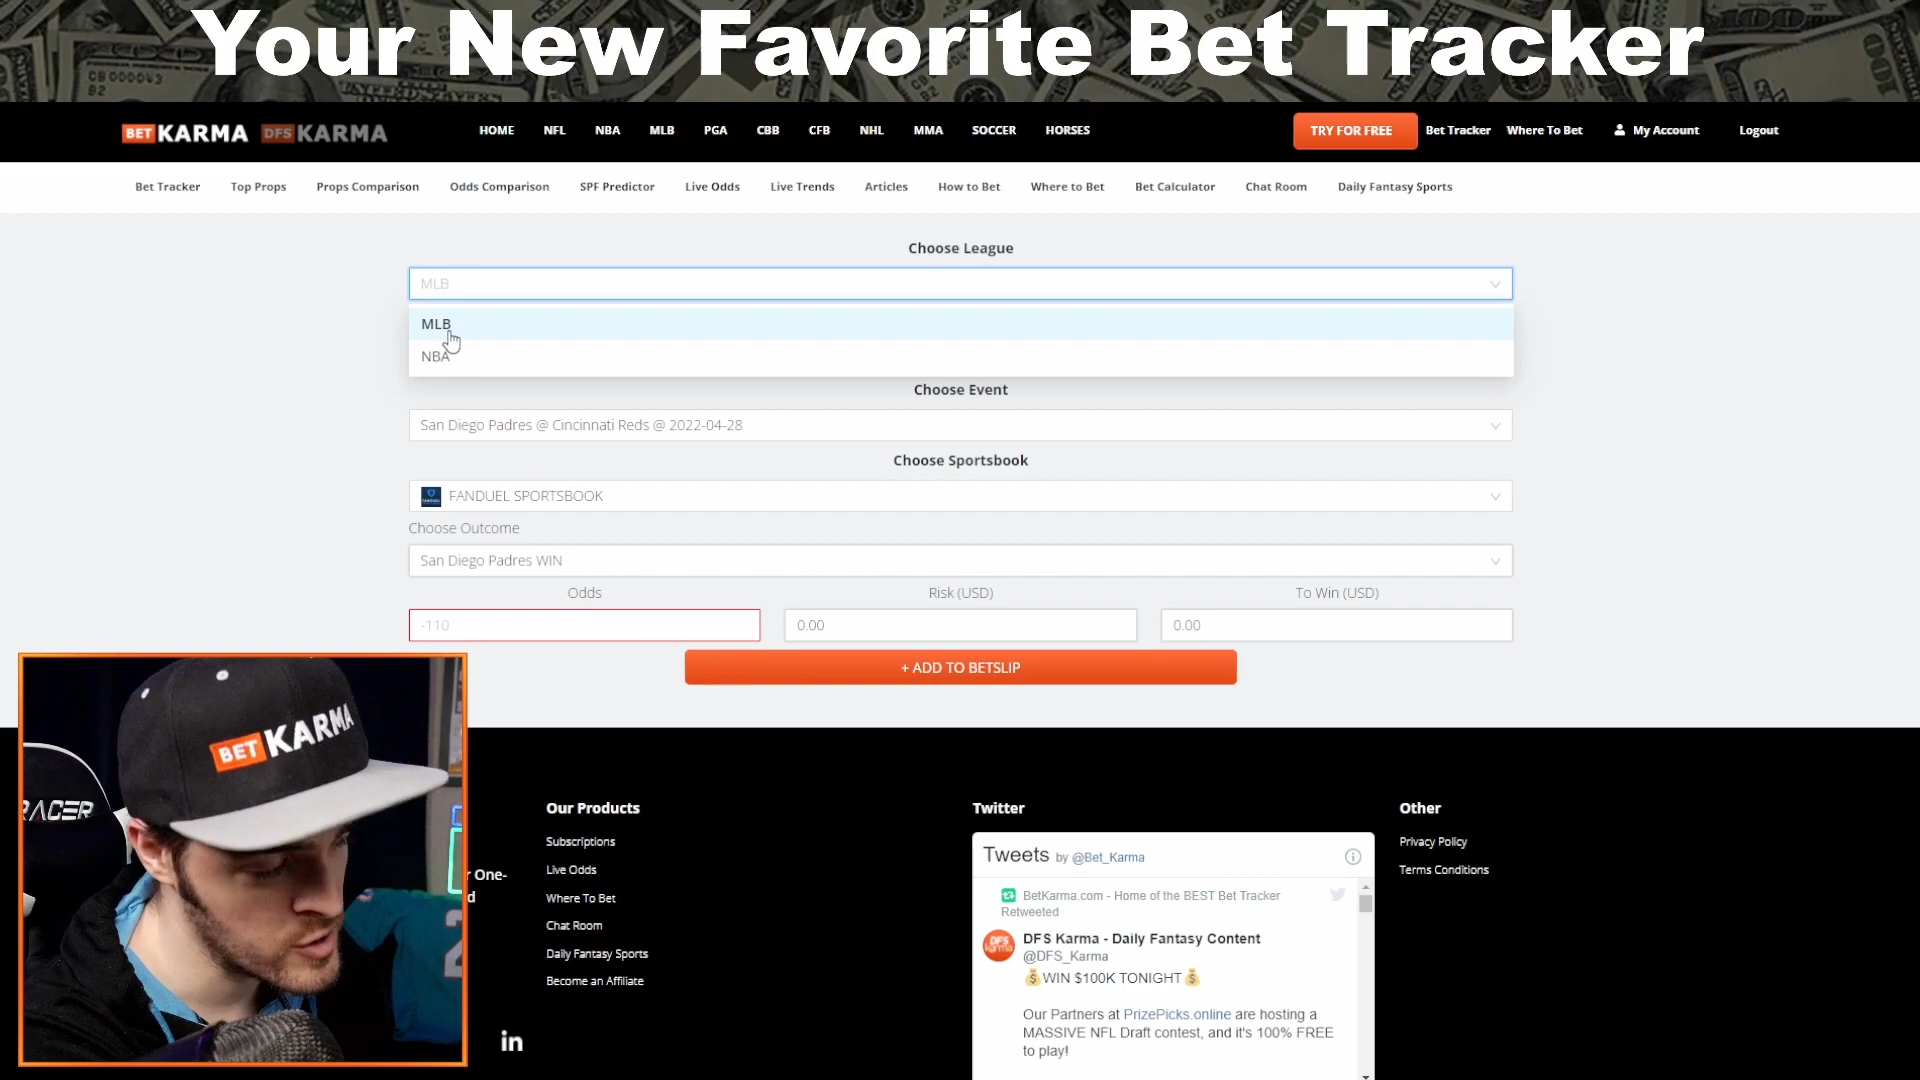 Your New Favorite Bet Tracker
BET KARMA DFS KARMA
HOME NFL NBA MLB PGA CBB CFB NHL MMA SOCCER HORSES
TRY FOR FREE Bet Tracker Where To Bet My Account Logout
Bet Tracker Top Props Props Comparison Odds Comparison SPF Predictor Live Odds Live Trends Articles How to Bet Where to Bet Bet Calculator Chat Room Daily Fantasy Sports
Choose League
MLB
MLB
NBA
Choose Event
San Diego Padres @ Cincinnati Reds @ 2022-04-28
Choose Sportsbook
FANDUEL SPORTSBOOK
Choose Outcome
San Diego Padres WIN
Odds Risk (USD) To Win (USD)
-110 0.00 0.00
+ ADD TO BETSLIP
BET KARMA
RACER
r One-
d
Our Products
Subscriptions
Live Odds
Where To Bet
Chat Room
Daily Fantasy Sports
Become an Affiliate
in
Twitter
Tweets by @Bet_Karma
BetKarma.com - Home of the BEST Bet Tracker
Retweeted
DFS Karma - Daily Fantasy Content
@DFS_Karma
💰WIN $100K TONIGHT💰
Our Partners at PrizePicks.online are hosting a
MASSIVE NFL Draft contest, and it's 100% FREE
to play!
Other
Privacy Policy
Terms Conditions